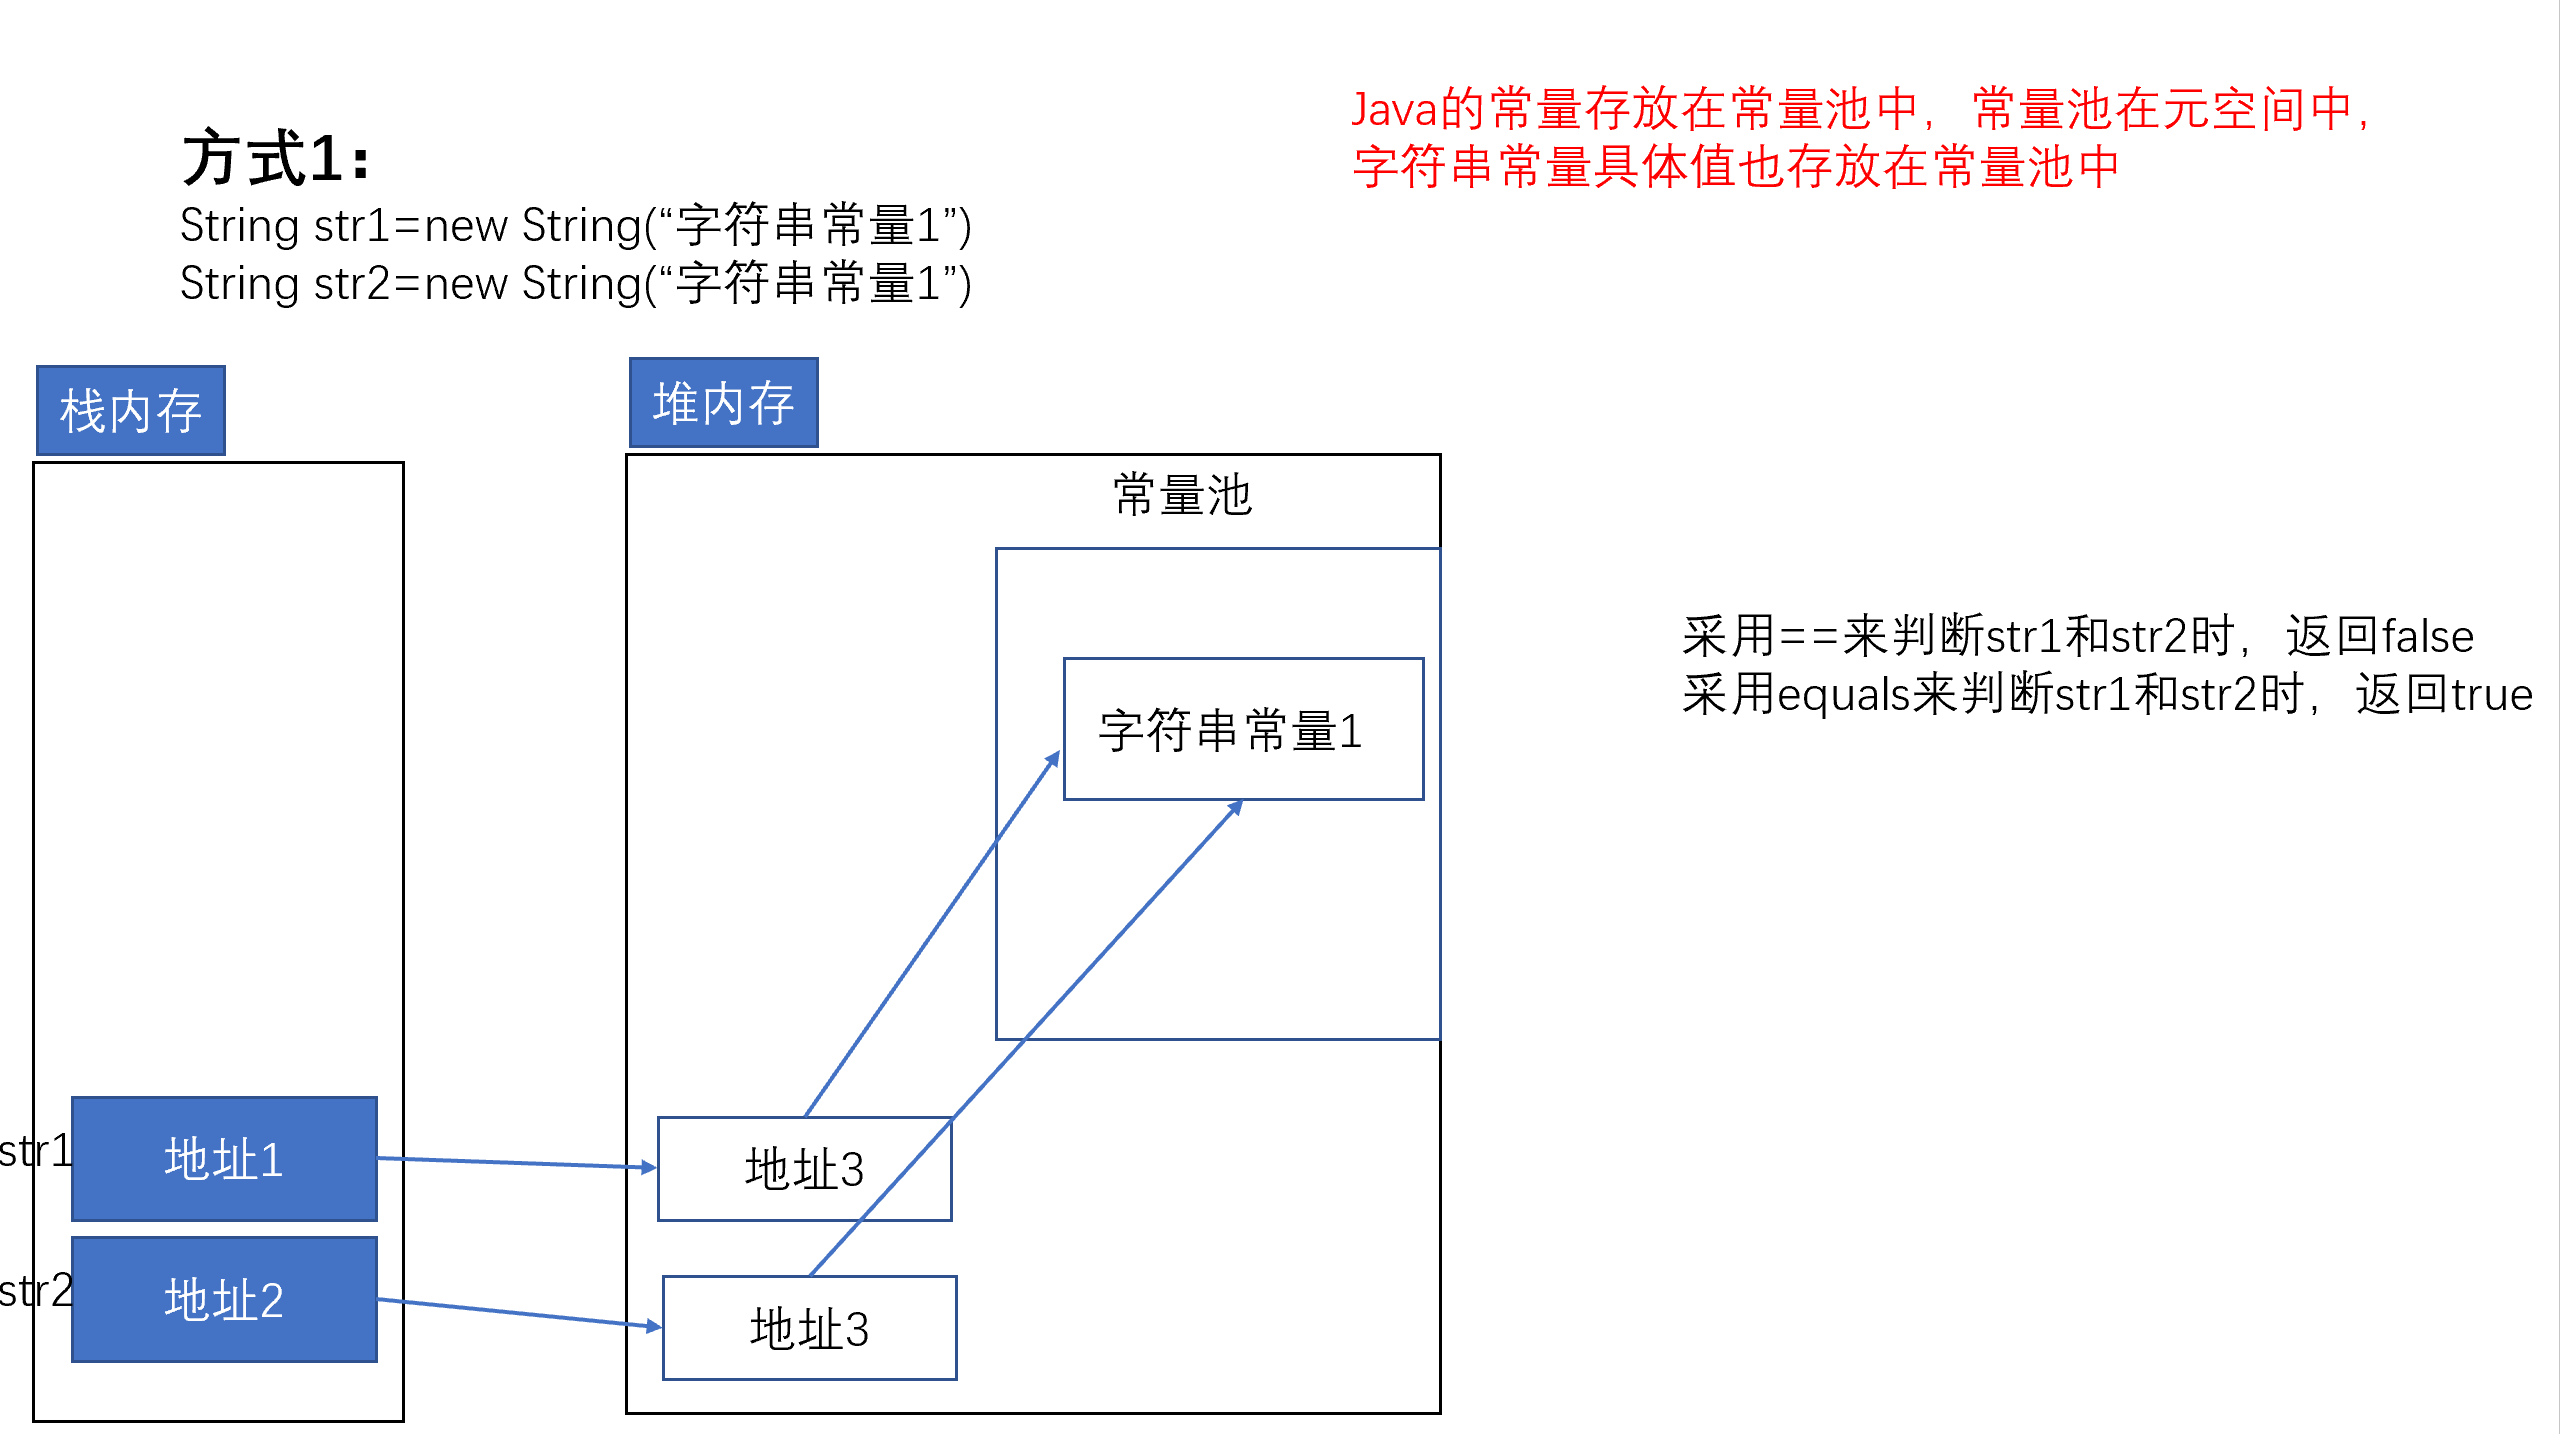 Java的常量存放在常量池中，常量池在元空间中，
字符串常量具体值也存放在常量池中
方式1：
String str1=new String(“字符串常量1”)
String str2=new String(“字符串常量1”)
栈内存
堆内存
常量池
采用==来判断str1和str2时，返回false
采用equals来判断str1和str2时，返回true
字符串常量1
str1
地址1
地址3
str2
地址2
地址3